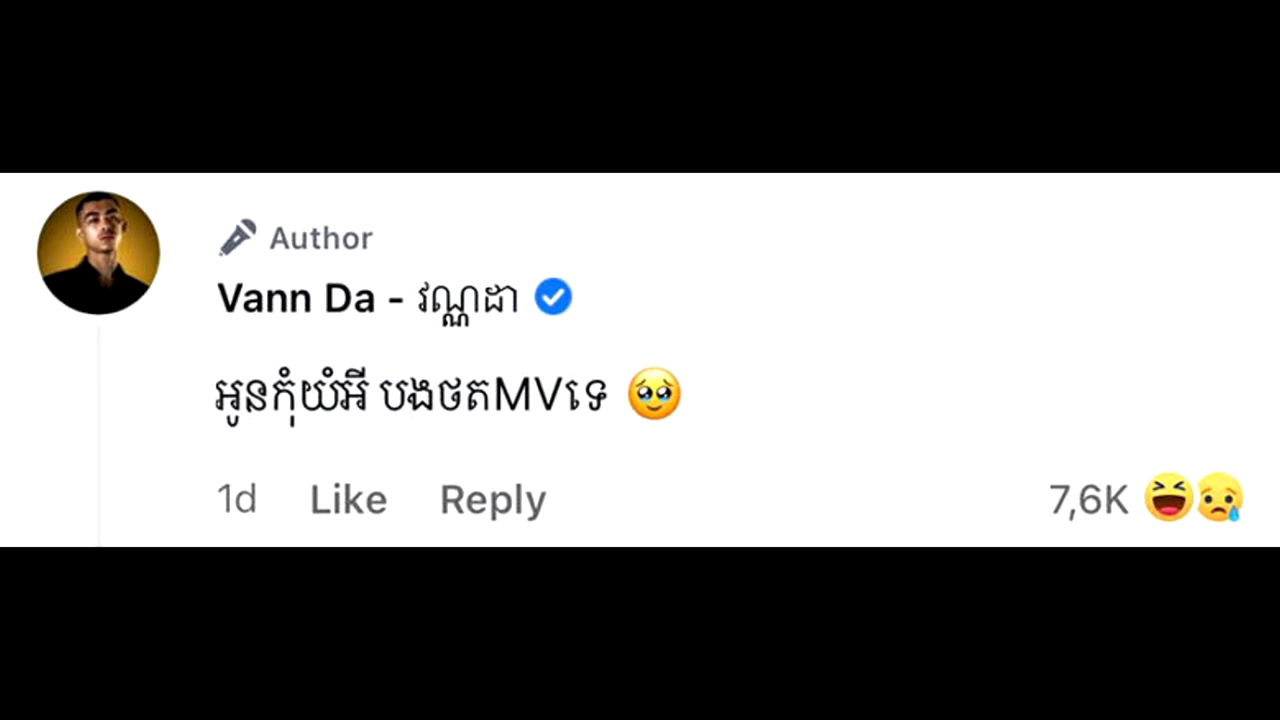 Author
Vann Da - វណ្ណដា
អូនកុំយំអី បងថតMVទេ 🥹
1d Like Reply 7,6K 😆😢